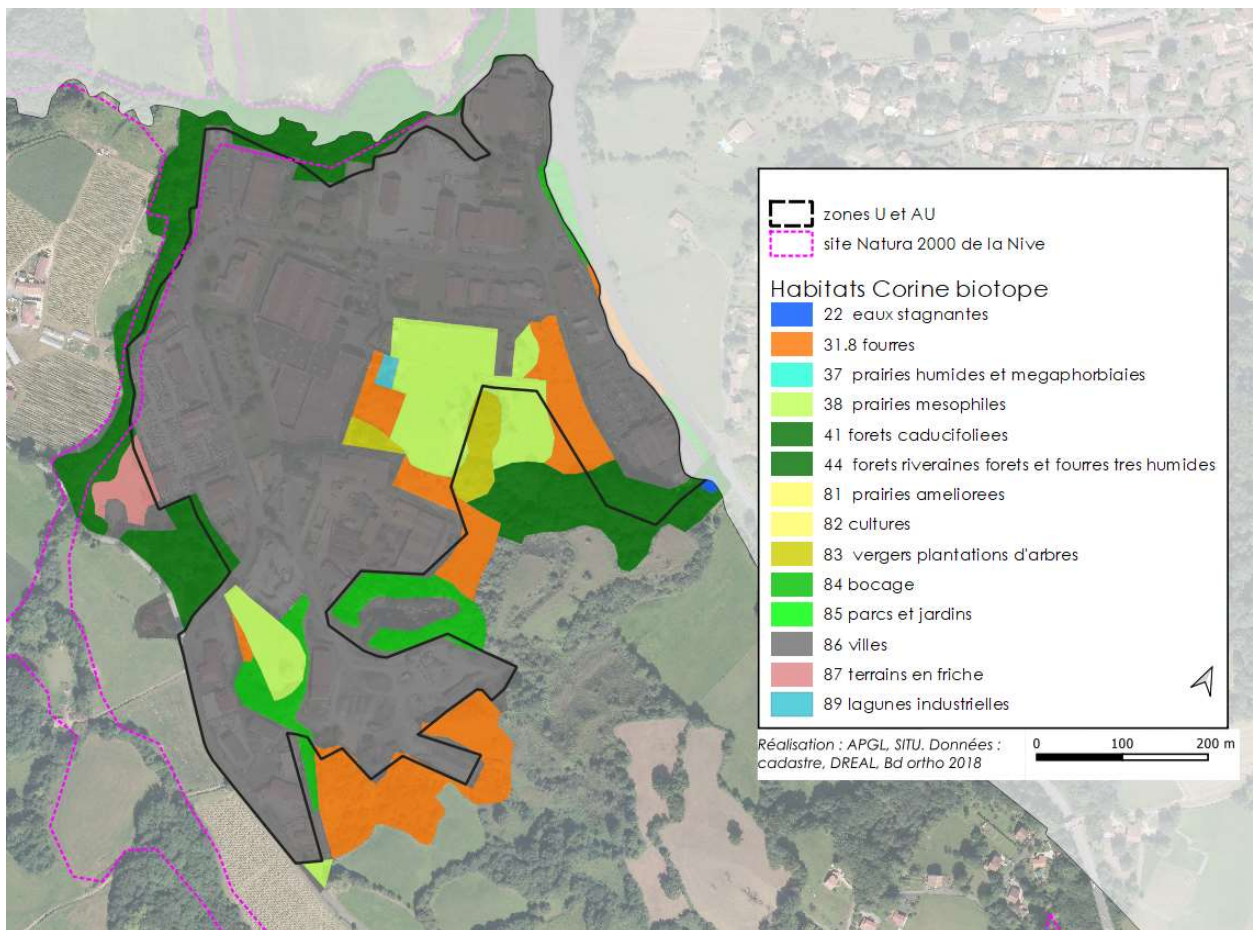 zones U et AU
site Natura 2000 de la Nive
Habitats Corine biotope
22 eaux stagnantes
31.8 fourres
37 prairies humides et megaphorbiaies
38 prairies mesophiles
41 forets caducifoliees
44 forets riveraines forets et fourres tres humides
81 prairies ameliorees
82 cultures
83 vergers plantations d'arbres
84 bocage
85 parcs et jardins
86 villes
87 terrains en friche
89 lagunes industrielles
Réalisation : APGL, SITU. Données :
cadastre, DREAL, Bd ortho 2018
0 100 200 m